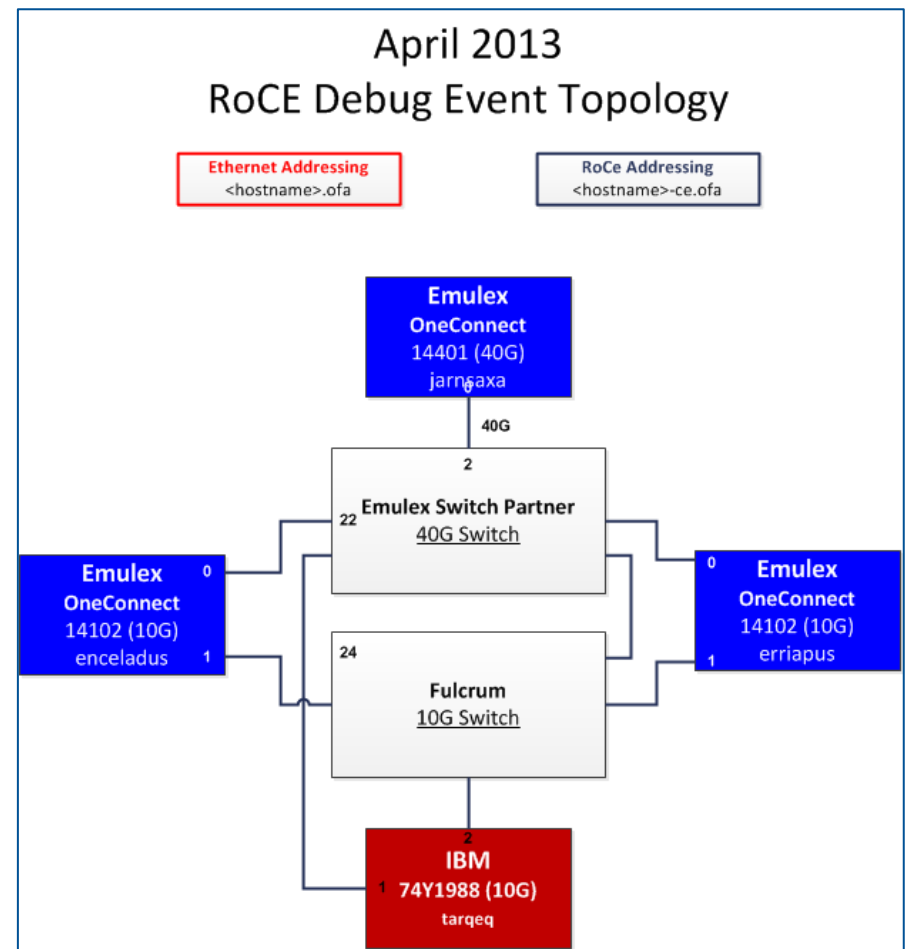 April 2013
RoCE Debug Event Topology
Ethernet Addressing
<hostname>.ofa
RoCe Addressing
<hostname>-ce.ofa
Emulex
OneConnect
14401 (40G)
jarnsaxa
0
40G
2
22
Emulex Switch Partner
40G Switch
0
Emulex
OneConnect
14102 (10G)
enceladus
1
0
Emulex
OneConnect
14102 (10G)
erriapus
1
24
Fulcrum
10G Switch
2
IBM
1
74Y1988 (10G)
tarqeq